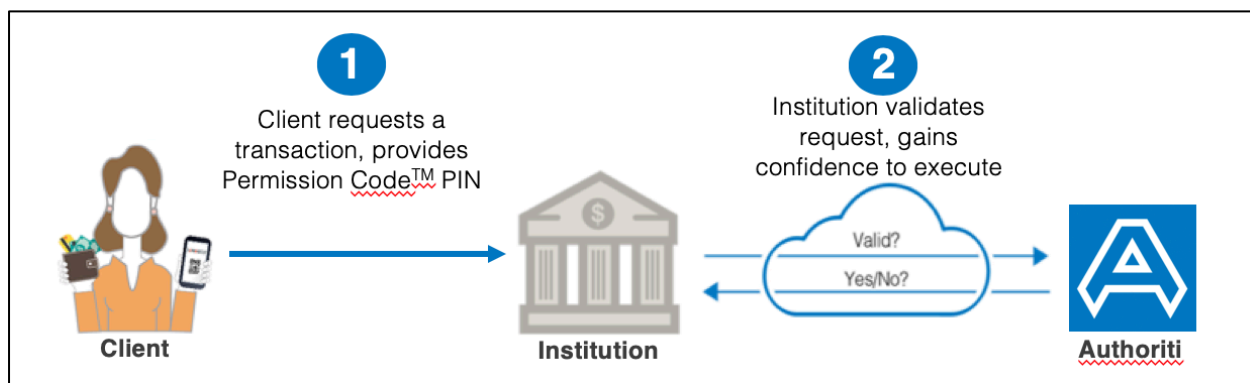 1
Client requests a
transaction, provides
Permission Code™ PIN
2
Institution validates
request, gains
confidence to execute
$
Valid?
Yes/No?
Client
Institution
Authoriti